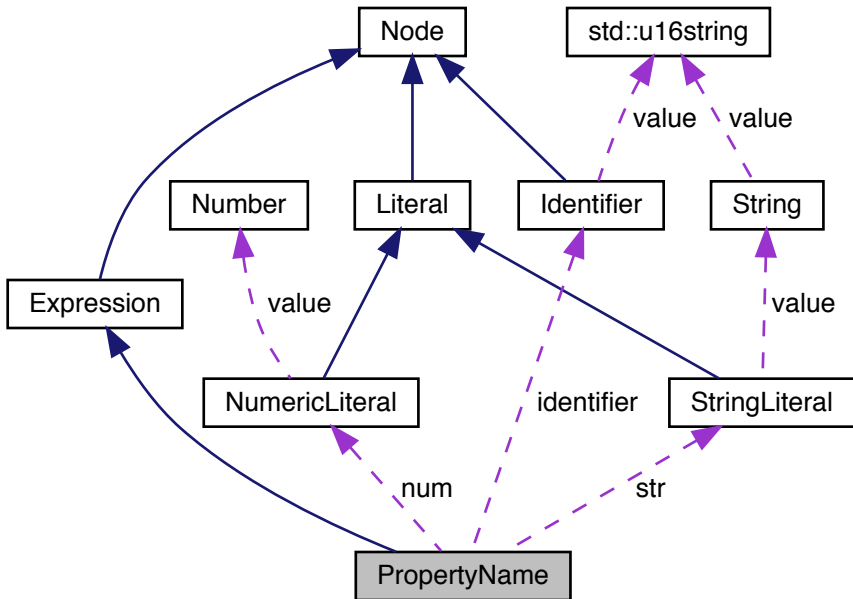 Node
std::u16string
value
value
Number
Literal
Identifier
String
Expression
value
value
NumericLiteral
identifier
StringLiteral
num
str
PropertyName